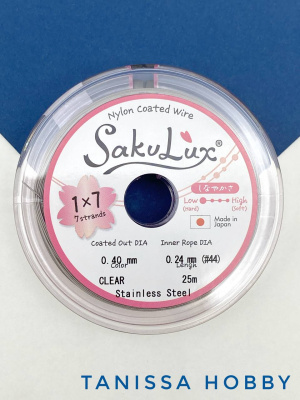 Nylon Coated Wire
SakuLux®
1×7
7strands
しなやかさ
Low High
(Hard) (Soft)
Made in
Japan
Coated Out DIA Inner Rope DIA
0.40 mm 0.24 mm (#44)
Color Length
CLEAR 25m
Stainless Steel
TANISSA HOBBY